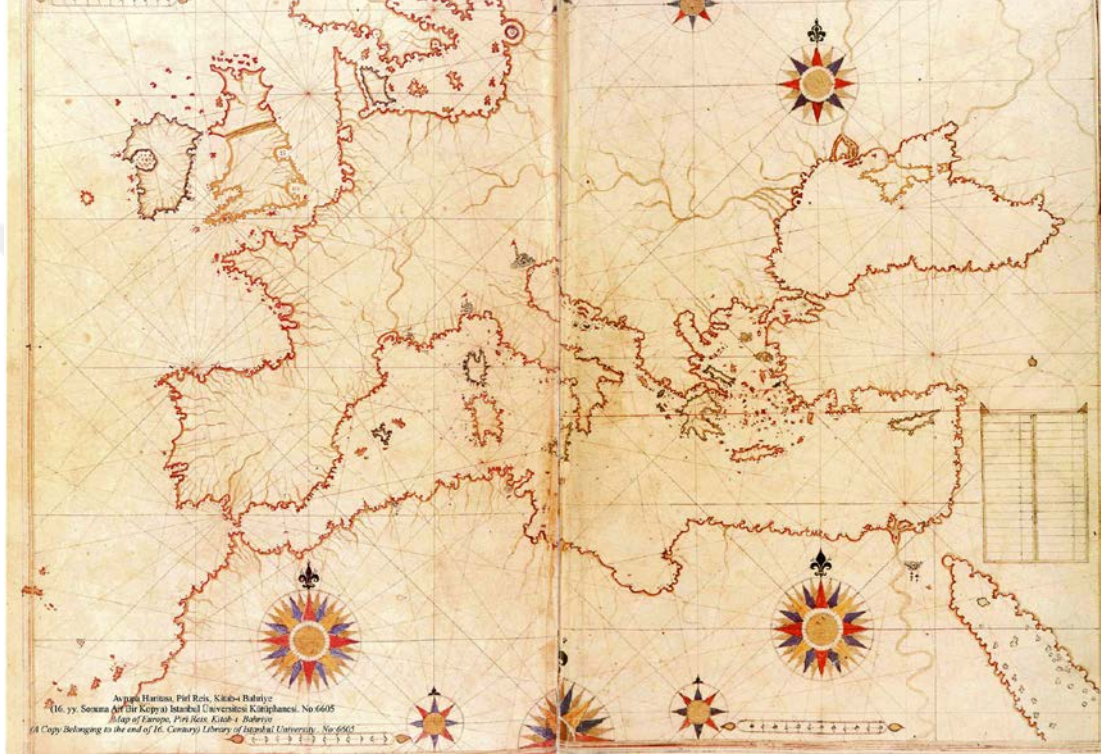 Avrupa Haritası, Piri Reis, Kitab-ı Bahriye
(16. yy. Sonuna Ait Bir Kopya) İstanbul Üniversitesi Kütüphanesi. No:6605
Map of Europe, Piri Reis, Kitab-ı Bahriye
(A Copy Belonging to the end of 16. Century) Library of Istanbul University. No:6605